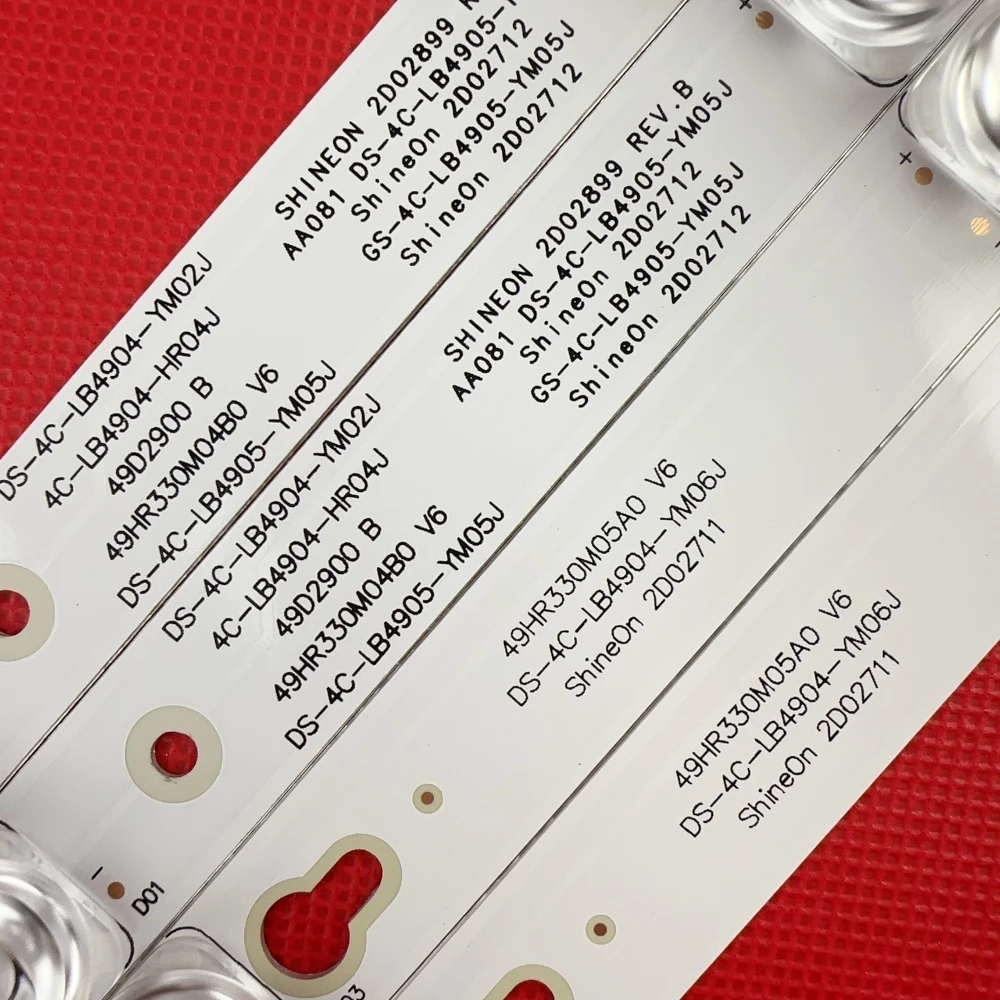 SHINEON 2D02899
AA081 DS-4C-LB4905-
ShineOn 2D02712
GS-4C-LB4905-YM05J
ShineOn 2D02712
DS-4C-LB4904-YM02J
4C-LB4904-HR04J
49D2900 B
49HR330M04B0 V6
DS-4C-LB4905-YM05J
+
SHINEON 2D02899 REV.B
AA081 DS-4C-LB4905-YM05J
ShineOn 2D02712
GS-4C-LB4905-YM05J
ShineOn 2D02712
DS-4C-LB4904-YM02J
4C-LB4904-HR04J
49D2900 B
49HR330M04B0 V6
DS-4C-LB4905-YM05J
- D01
+
49HR330M05A0 V6
DS-4C-LB4904-YM06J
ShineOn 2D02711
49HR330M05A0 V6
DS-4C-LB4904-YM06J
ShineOn 2D02711